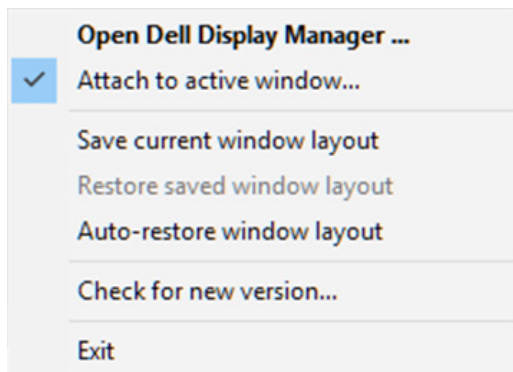 Open Dell Display Manager ...
Attach to active window...
Save current window layout
Restore saved window layout
Auto-restore window layout
Check for new version...
Exit